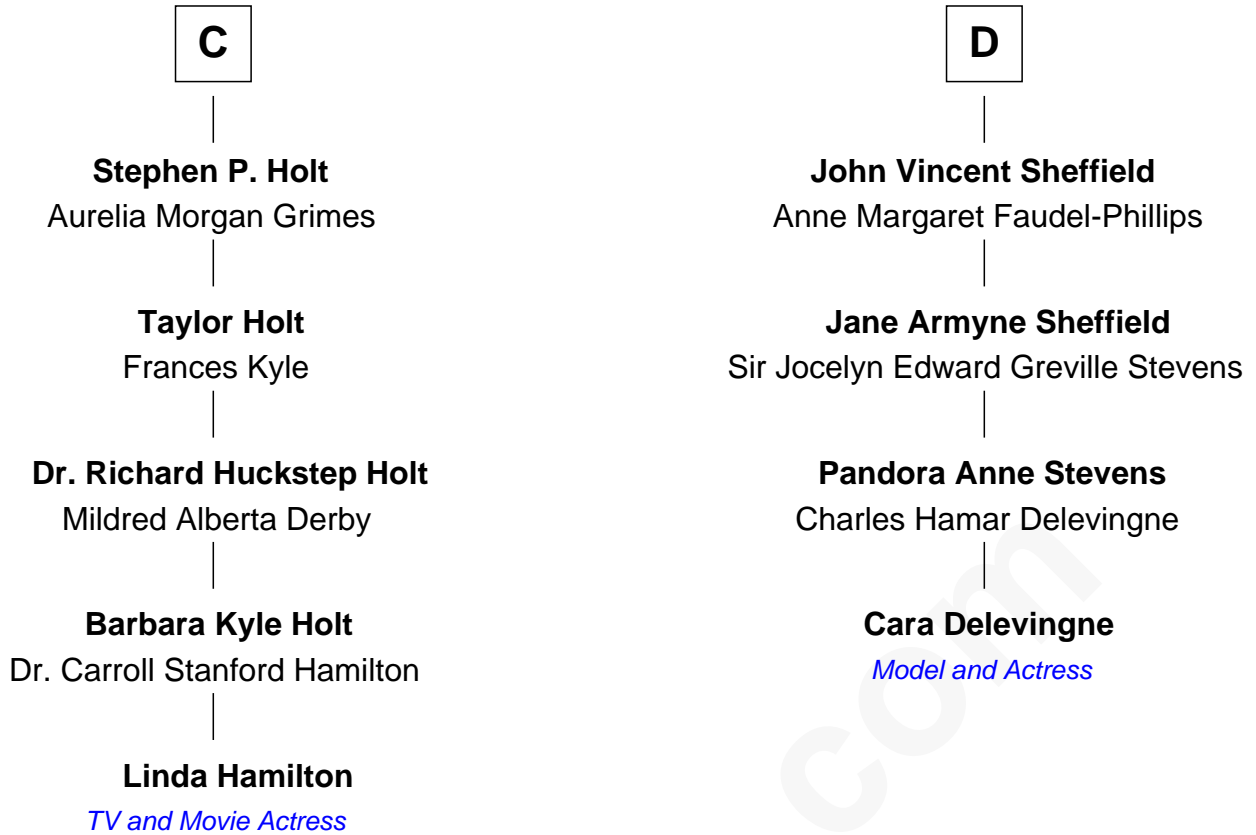 C
Stephen P. Holt
Aurelia Morgan Grimes
Taylor Holt
Frances Kyle
Dr. Richard Huckstep Holt
Mildred Alberta Derby
Barbara Kyle Holt
Dr. Carroll Stanford Hamilton
Linda Hamilton
TV and Movie Actress
D
John Vincent Sheffield
Anne Margaret Faudel-Phillips
Jane Armyne Sheffield
Sir Jocelyn Edward Greville Stevens
Pandora Anne Stevens
Charles Hamar Delevingne
Cara Delevingne
Model and Actress
com